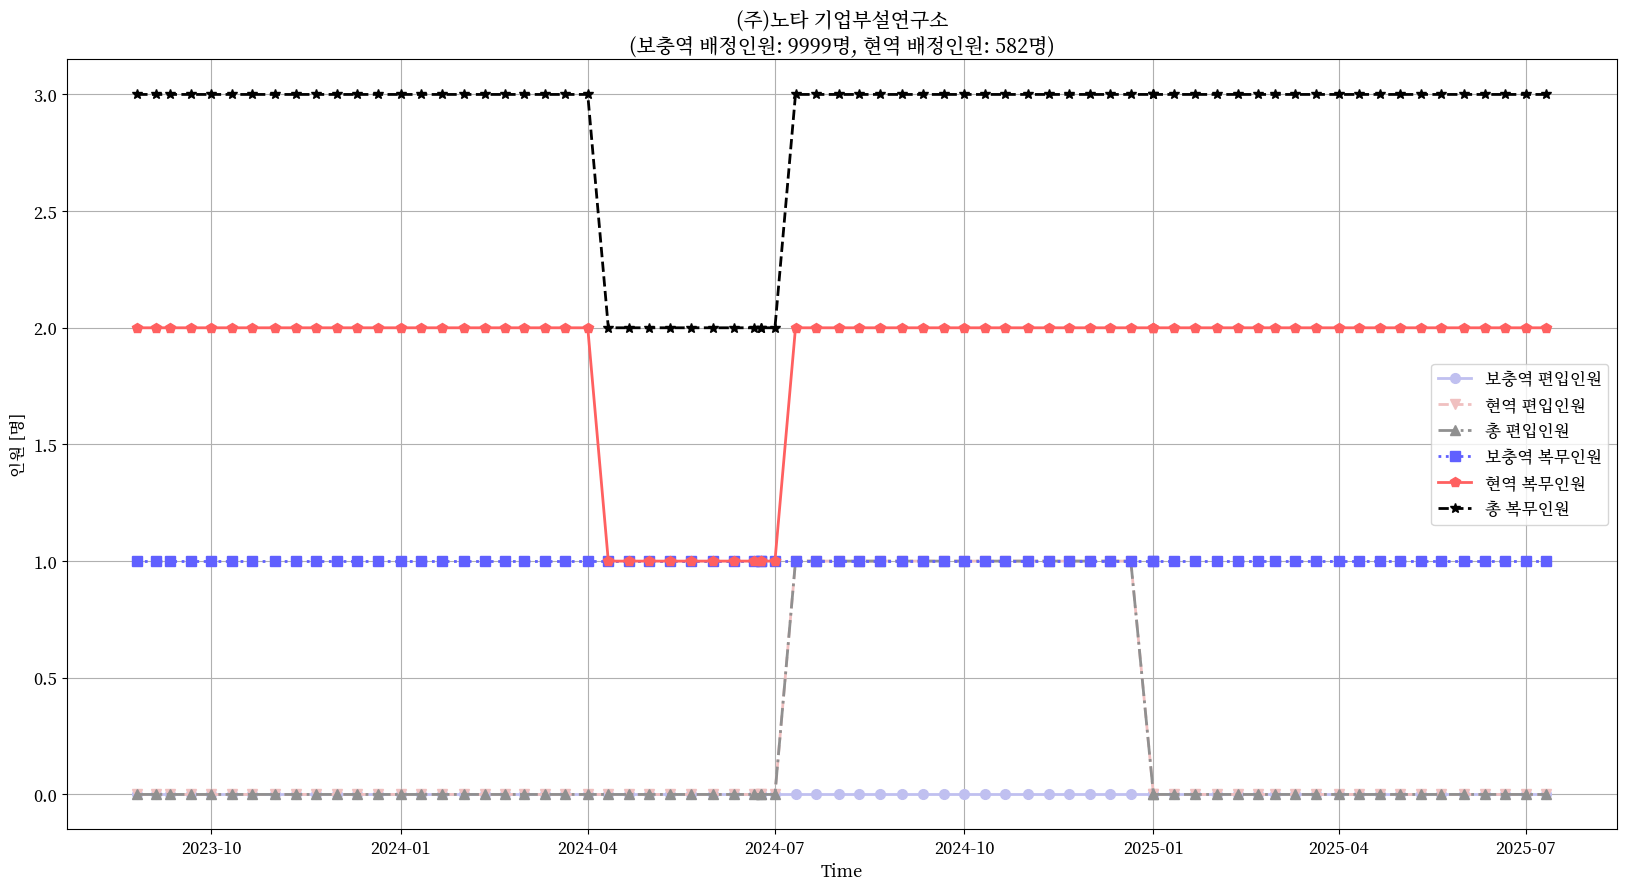 (주)노타 기업부설연구소
(보충역 배정인원: 9999명, 현역 배정인원: 582명)
인원 [명]
3.0
2.5
2.0
1.5
1.0
0.5
0.0
보충역 편입인원
현역 편입인원
총 편입인원
보충역 복무인원
현역 복무인원
총 복무인원
2023-10 2024-01 2024-04 2024-07 2024-10 2025-01 2025-04 2025-07
Time